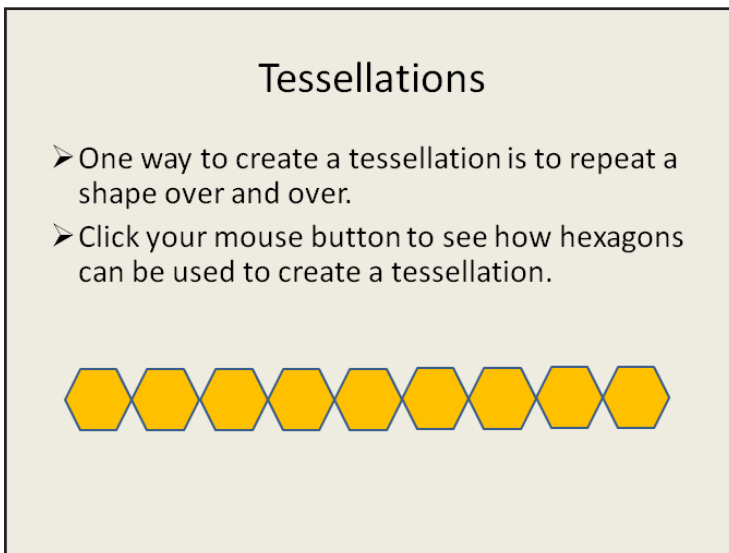 Tessellations
➢One way to create a tessellation is to repeat a
shape over and over.
➢Click your mouse button to see how hexagons
can be used to create a tessellation.